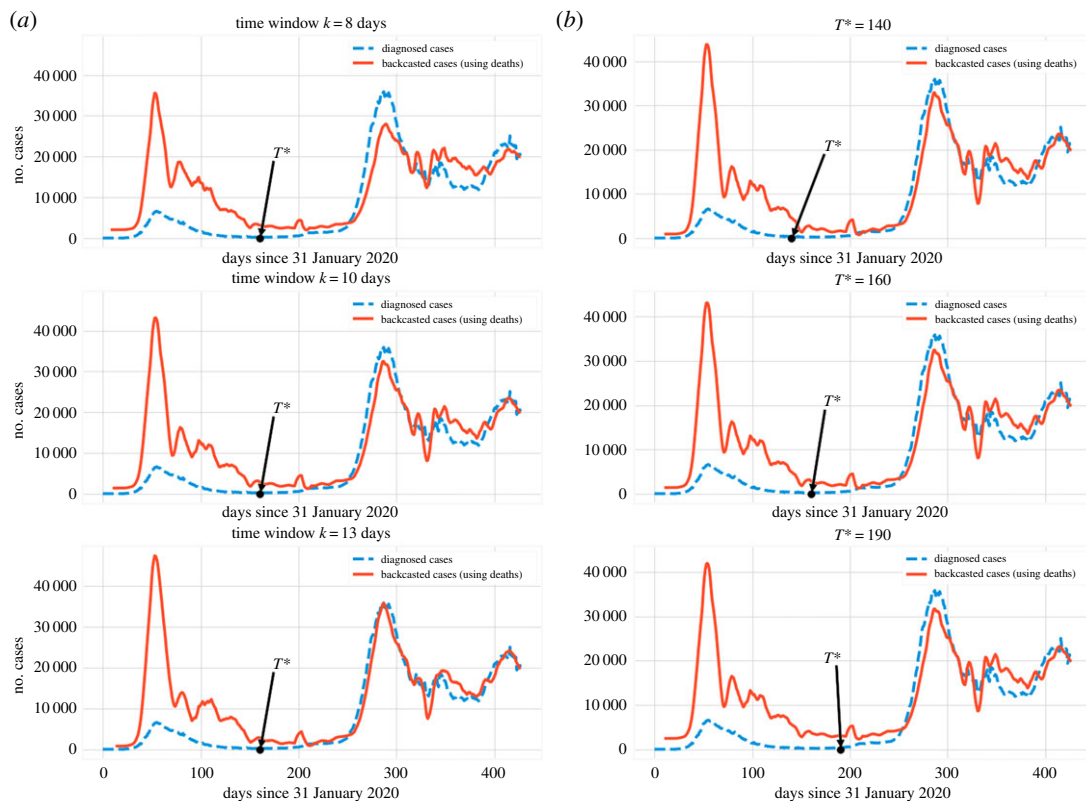 (a)
time window k = 8 days
diagnosed cases
backcasted cases (using deaths)
40 000
30 000
20 000
10 000
0
no. cases
T*
days since 31 January 2020
time window k = 10 days
diagnosed cases
backcasted cases (using deaths)
40 000
30 000
20 000
10 000
0
no. cases
T*
days since 31 January 2020
time window k = 13 days
diagnosed cases
backcasted cases (using deaths)
40 000
30 000
20 000
10 000
0
no. cases
T*
0 100 200 300 400
days since 31 January 2020
(b)
T* = 140
diagnosed cases
backcasted cases (using deaths)
40 000
30 000
20 000
10 000
0
T*
days since 31 January 2020
T* = 160
diagnosed cases
backcasted cases (using deaths)
40 000
30 000
20 000
10 000
0
T*
days since 31 January 2020
T* = 190
diagnosed cases
backcasted cases (using deaths)
40 000
30 000
20 000
10 000
0
T*
0 100 200 300 400
days since 31 January 2020